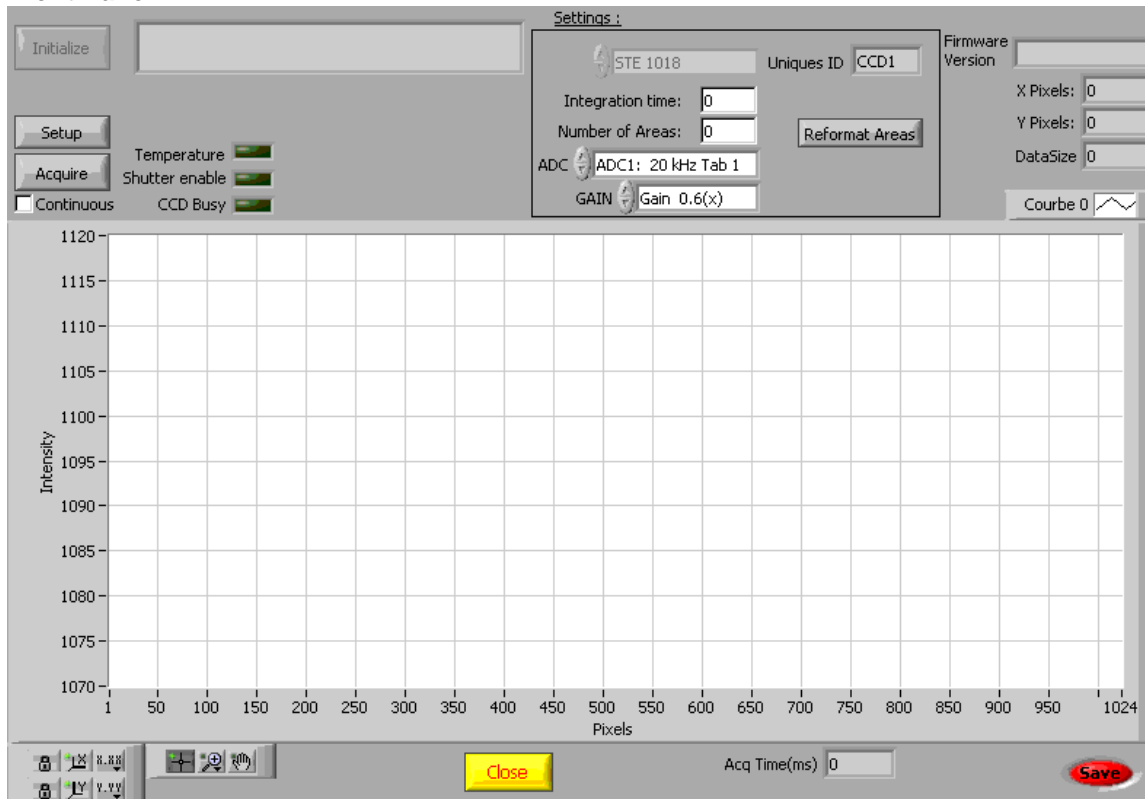 Settings :
Initialize
STE 1018
Uniques ID CCD1
Firmware
Version
Integration time: 0
X Pixels: 0
Setup
Number of Areas: 0
Reformat Areas
Y Pixels: 0
Temperature
ADC ADC1: 20 kHz Tab 1
DataSize 0
Acquire
Shutter enable
GAIN Gain 0.6(x)
Continuous
CCD Busy
Courbe 0
1120
1115
1110
1105
1100
1095
1090
1085
1080
1075
1070
Intensity
1 50 100 150 200 250 300 350 400 450 500 550 600 650 700 750 800 850 900 950 1024
Pixels
X X.XX
Close
Acq Time(ms) 0
Save
Y Y.YY